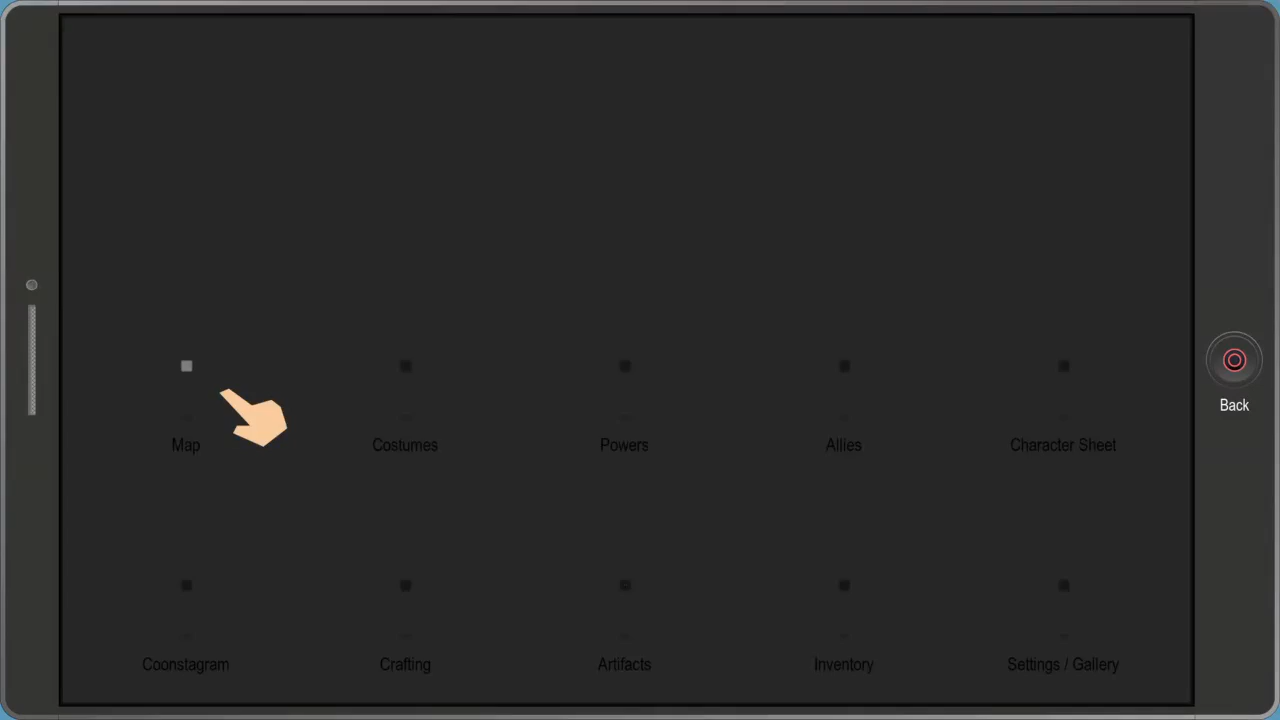 Back
Map
Costumes
Powers
Allies
Character Sheet
Coonstagram
Crafting
Artifacts
Inventory
Settings / Gallery